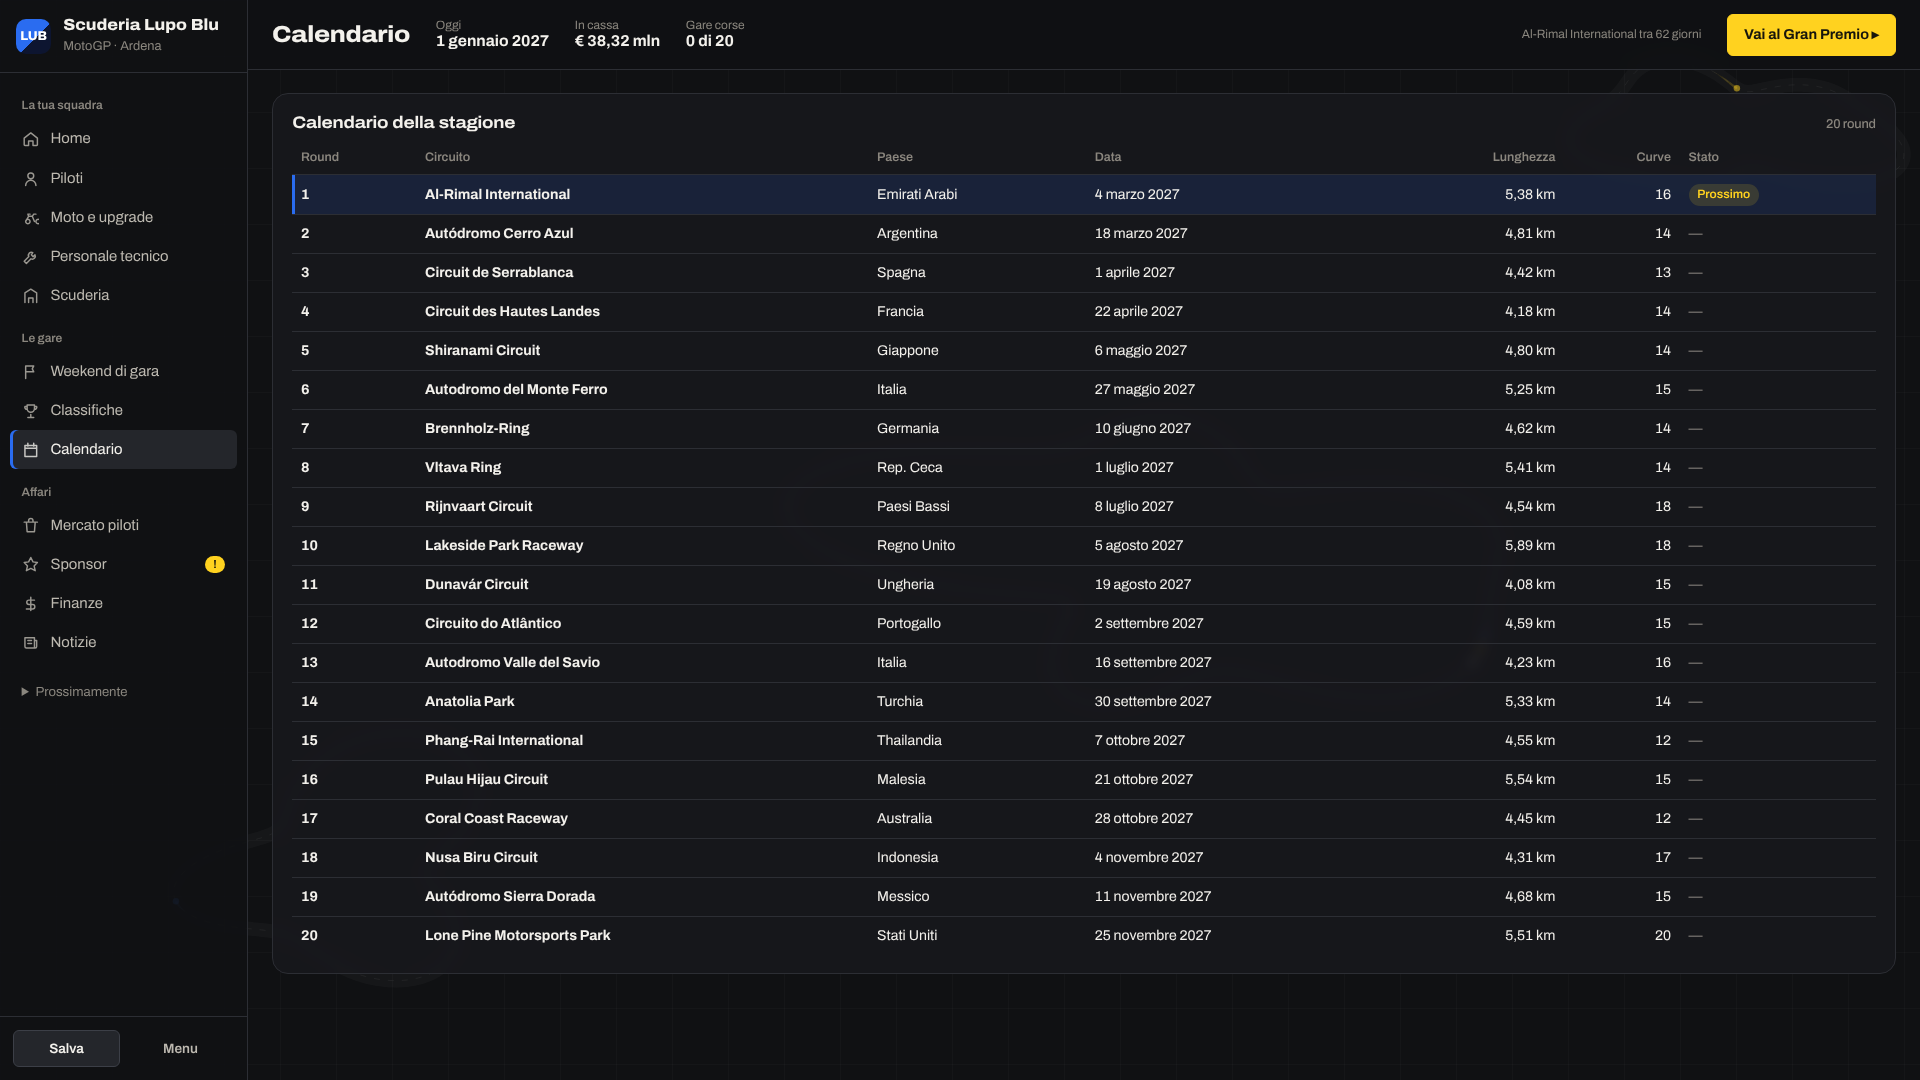 LUB
Scuderia Lupo Blu
MotoGP · Ardena
La tua squadra
Home
Piloti
Moto e upgrade
Personale tecnico
Scuderia
Le gare
Weekend di gara
Classifiche
Calendario
Affari
Mercato piloti
Sponsor !
Finanze
Notizie
Prossimamente
Salva Menu
Calendario
Oggi
1 gennaio 2027
In cassa
€ 38,32 mln
Gare corse
0 di 20
Al-Rimal International tra 62 giorni
Vai al Gran Premio ▸
Calendario della stagione
20 round
Round Circuito Paese Data Lunghezza Curve Stato
1 Al-Rimal International Emirati Arabi 4 marzo 2027 5,38 km 16 Prossimo
2 Autódromo Cerro Azul Argentina 18 marzo 2027 4,81 km 14 —
3 Circuit de Serrablanca Spagna 1 aprile 2027 4,42 km 13 —
4 Circuit des Hautes Landes Francia 22 aprile 2027 4,18 km 14 —
5 Shiranami Circuit Giappone 6 maggio 2027 4,80 km 14 —
6 Autodromo del Monte Ferro Italia 27 maggio 2027 5,25 km 15 —
7 Brennholz-Ring Germania 10 giugno 2027 4,62 km 14 —
8 Vltava Ring Rep. Ceca 1 luglio 2027 5,41 km 14 —
9 Rijnvaart Circuit Paesi Bassi 8 luglio 2027 4,54 km 18 —
10 Lakeside Park Raceway Regno Unito 5 agosto 2027 5,89 km 18 —
11 Dunavár Circuit Ungheria 19 agosto 2027 4,08 km 15 —
12 Circuito do Atlântico Portogallo 2 settembre 2027 4,59 km 15 —
13 Autodromo Valle del Savio Italia 16 settembre 2027 4,23 km 16 —
14 Anatolia Park Turchia 30 settembre 2027 5,33 km 14 —
15 Phang-Rai International Thailandia 7 ottobre 2027 4,55 km 12 —
16 Pulau Hijau Circuit Malesia 21 ottobre 2027 5,54 km 15 —
17 Coral Coast Raceway Australia 28 ottobre 2027 4,45 km 12 —
18 Nusa Biru Circuit Indonesia 4 novembre 2027 4,31 km 17 —
19 Autódromo Sierra Dorada Messico 11 novembre 2027 4,68 km 15 —
20 Lone Pine Motorsports Park Stati Uniti 25 novembre 2027 5,51 km 20 —